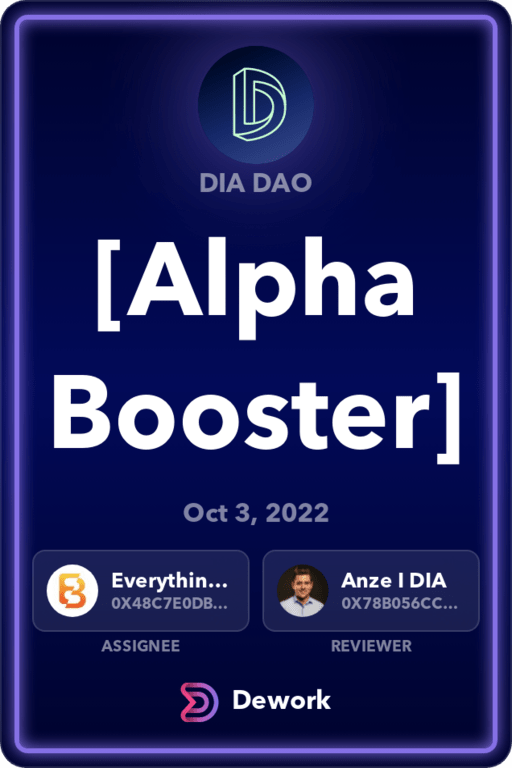 DIA DAO
[Alpha
Booster]
Oct 3, 2022
Everythin...
0X48C7E0DB...
ASSIGNEE
Anze I DIA
0X78B056CC...
REVIEWER
Dework